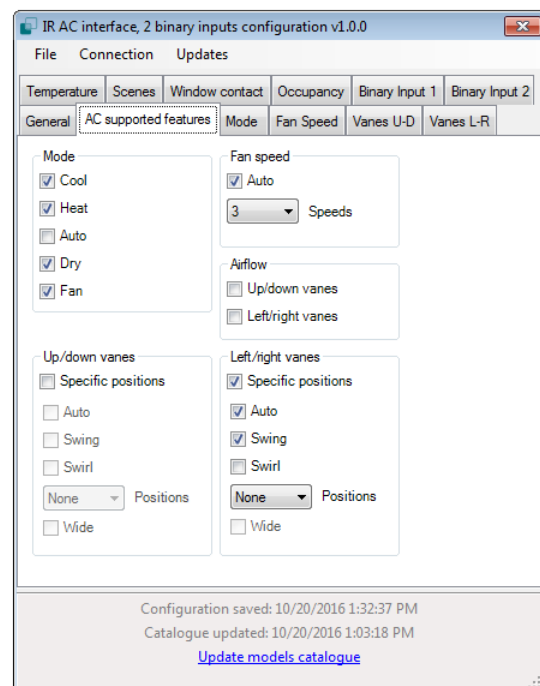 IR AC interface, 2 binary inputs configuration v1.0.0
File Connection Updates
Temperature Scenes Window contact Occupancy Binary Input 1 Binary Input 2
General AC supported features Mode Fan Speed Vanes U-D Vanes L-R
Mode
Cool
Heat
Auto
Dry
Fan
Fan speed
Auto
3 Speeds
Airflow
Up/down vanes
Left/right vanes
Up/down vanes
Specific positions
Auto
Swing
Swirl
None Positions
Wide
Left/right vanes
Specific positions
Auto
Swing
Swirl
None Positions
Wide
Configuration saved: 10/20/2016 1:32:37 PM
Catalogue updated: 10/20/2016 1:03:18 PM
Update models catalogue